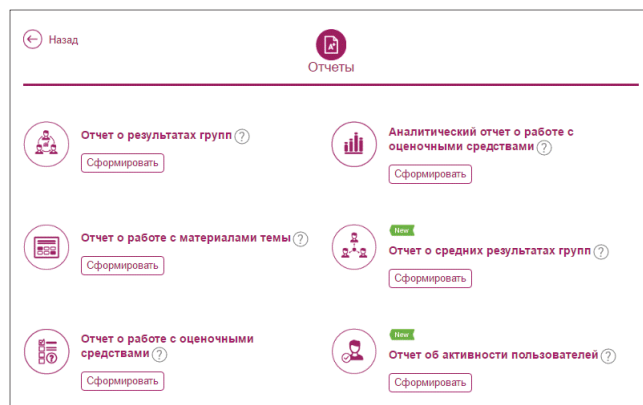 Назад
Отчеты
Отчет о результатах групп ?
Сформировать
Аналитический отчет о работе с
оценочными средствами ?
Сформировать
Отчет о работе с материалами темы ?
Сформировать
New
Отчет о средних результатах групп ?
Сформировать
Отчет о работе с оценочными
средствами ?
Сформировать
New
Отчет об активности пользователей ?
Сформировать